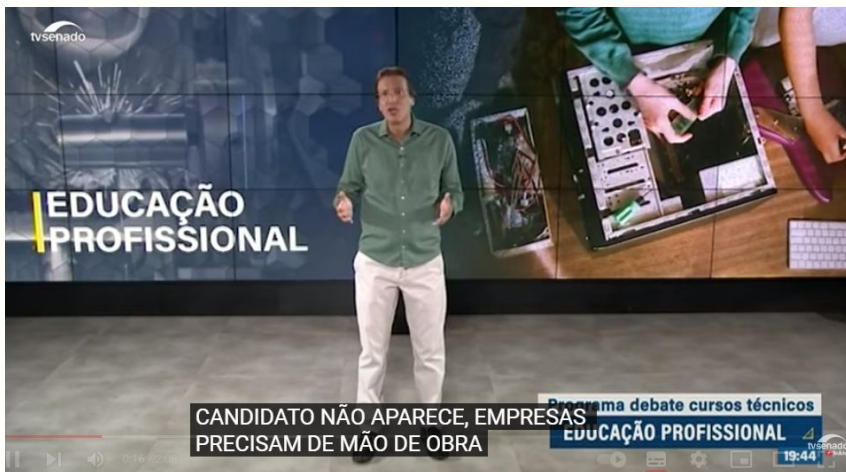 tvsenado
EDUCAÇÃO
PROFISSIONAL
CANDIDATO NÃO APARECE, EMPRESAS
PRECISAM DE MÃO DE OBRA
Programa debate cursos técnicos
EDUCAÇÃO PROFISSIONAL
tvsenado
19:44